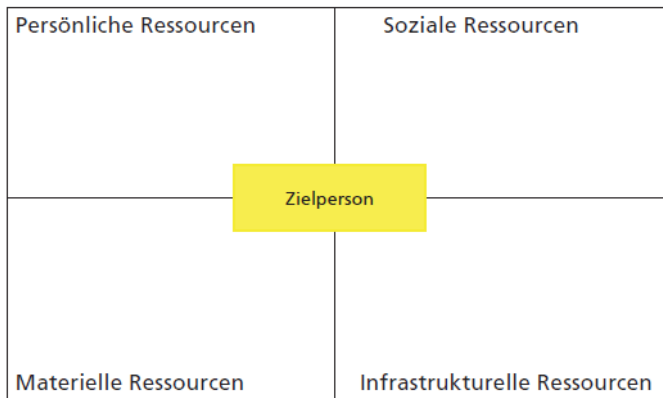 Persönliche Ressourcen
Soziale Ressourcen
Zielperson
Materielle Ressourcen
Infrastrukturelle Ressourcen